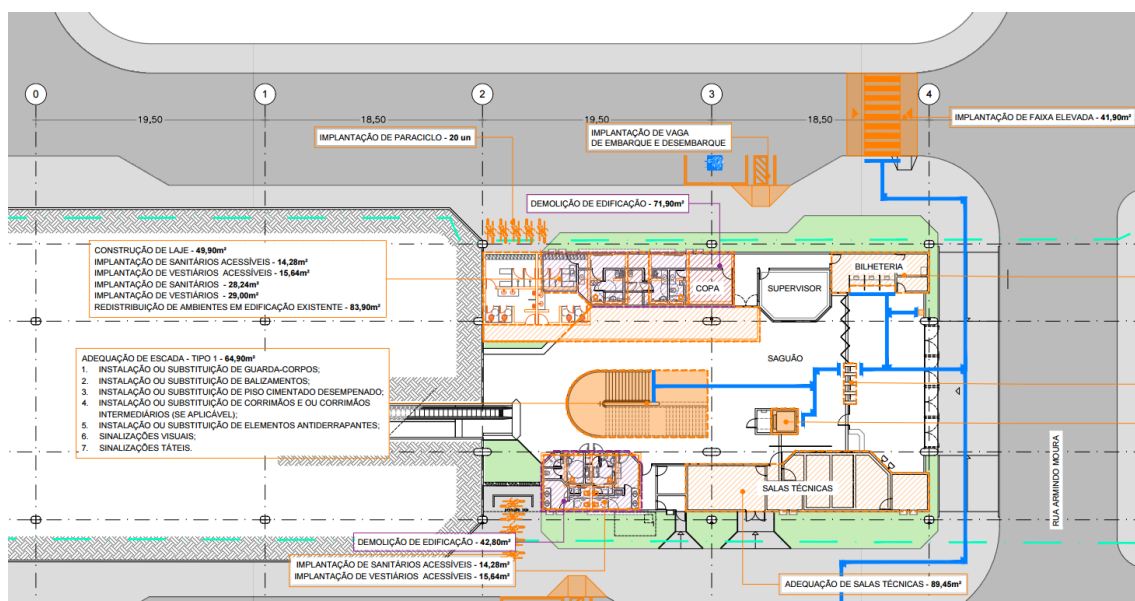 0
1
2
3
4
19,50
18,50
19,50
18,50
IMPLANTAÇÃO DE PARACICLO - 20 un
IMPLANTAÇÃO DE VAGA
DE EMBARQUE E DESEMBARQUE
IMPLANTAÇÃO DE FAIXA ELEVADA - 41,90m²
DEMOLIÇÃO DE EDIFICAÇÃO - 71,90m²
CONSTRUÇÃO DE LAJE - 49,90m²
IMPLANTAÇÃO DE SANITÁRIOS ACESSÍVEIS - 14,28m²
IMPLANTAÇÃO DE VESTIÁRIOS ACESSÍVEIS - 15,64m²
IMPLANTAÇÃO DE SANITÁRIOS - 28,24m²
IMPLANTAÇÃO DE VESTIÁRIOS - 29,00m²
REDISTRIBUIÇÃO DE AMBIENTES EM EDIFICAÇÃO EXISTENTE - 83,90m²
COPA
SUPERVISOR
BILHETERIA
SAGUÃO
ADEQUAÇÃO DE ESCADA - TIPO 1 - 64,90m²
1. INSTALAÇÃO OU SUBSTITUIÇÃO DE GUARDA-CORPOS;
2. INSTALAÇÃO OU SUBSTITUIÇÃO DE BALIZAMENTOS;
3. INSTALAÇÃO OU SUBSTITUIÇÃO DE PISO CIMENTADO DESEMPENADO;
4. INSTALAÇÃO OU SUBSTITUIÇÃO DE CORRIMÃOS E OU CORRIMÃOS
INTERMEDIÁRIOS (SE APLICÁVEL);
5. INSTALAÇÃO OU SUBSTITUIÇÃO DE ELEMENTOS ANTIDERRAPANTES;
6. SINALIZAÇÕES VISUAIS;
7. SINALIZAÇÕES TÁTEIS.
SALAS TÉCNICAS
RUA ARMINDO MOURA
DEMOLIÇÃO DE EDIFICAÇÃO - 42,80m²
IMPLANTAÇÃO DE SANITÁRIOS ACESSÍVEIS - 14,28m²
IMPLANTAÇÃO DE VESTIÁRIOS ACESSÍVEIS - 15,64m²
ADEQUAÇÃO DE SALAS TÉCNICAS - 89,45m²